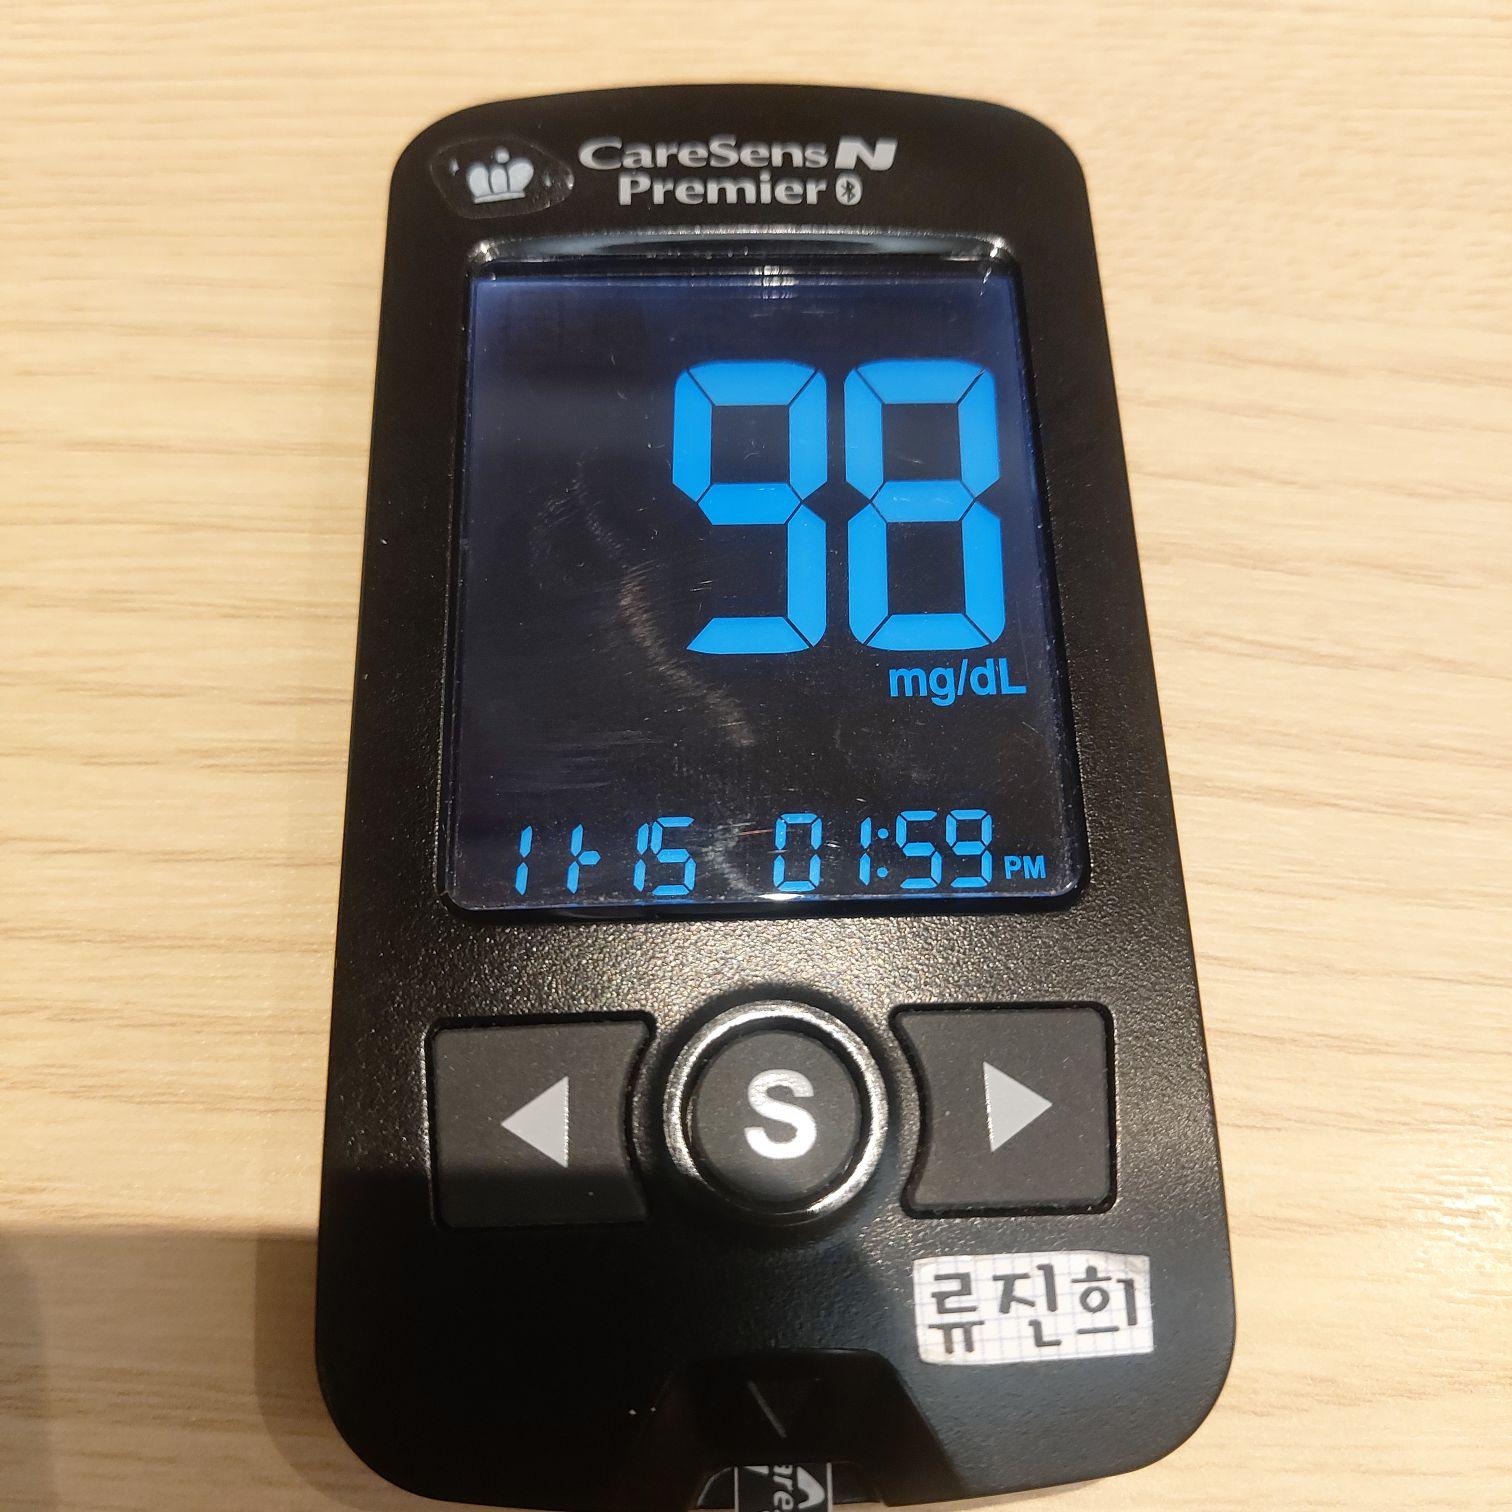 CareSens N
Premier
98
mg/dL
11-15 01:59 PM
S
류진희